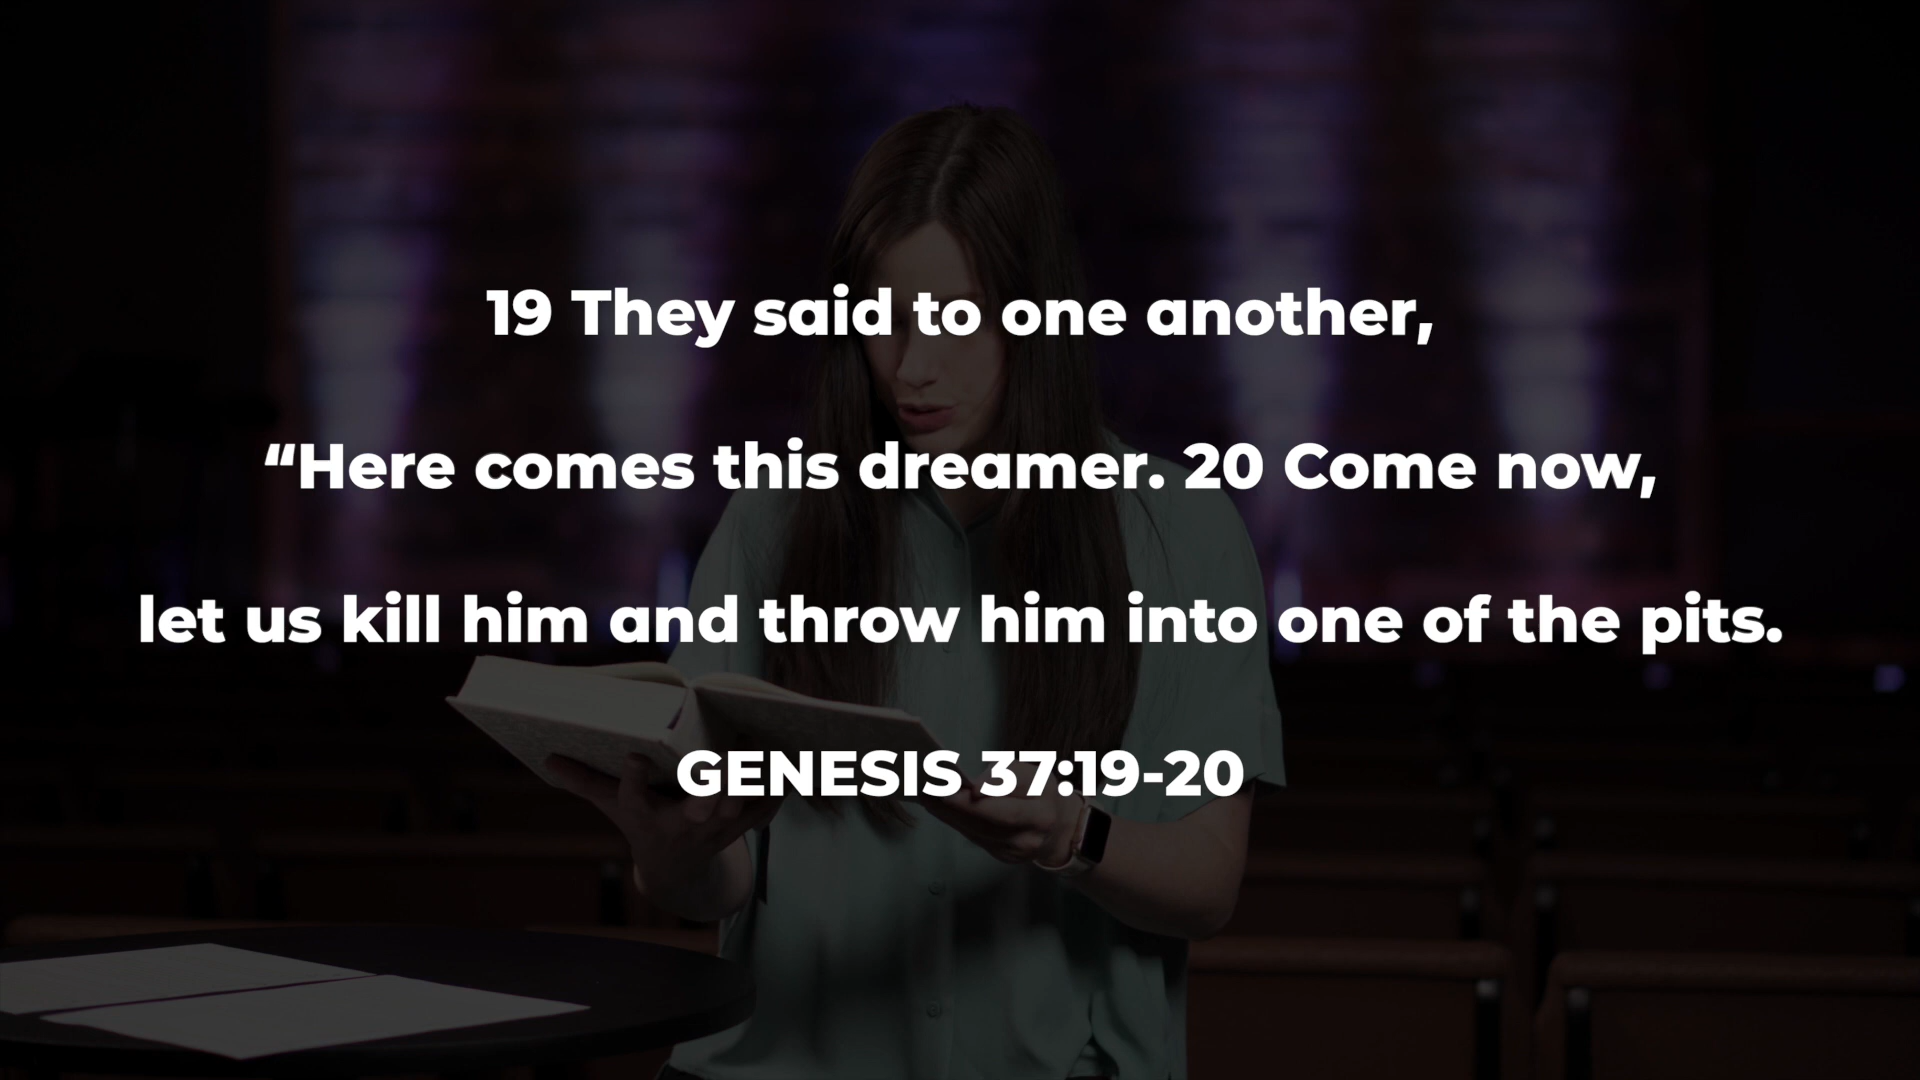 19 They said to one another,
“Here comes this dreamer. 20 Come now,
let us kill him and throw him into one of the pits.
GENESIS 37:19-20